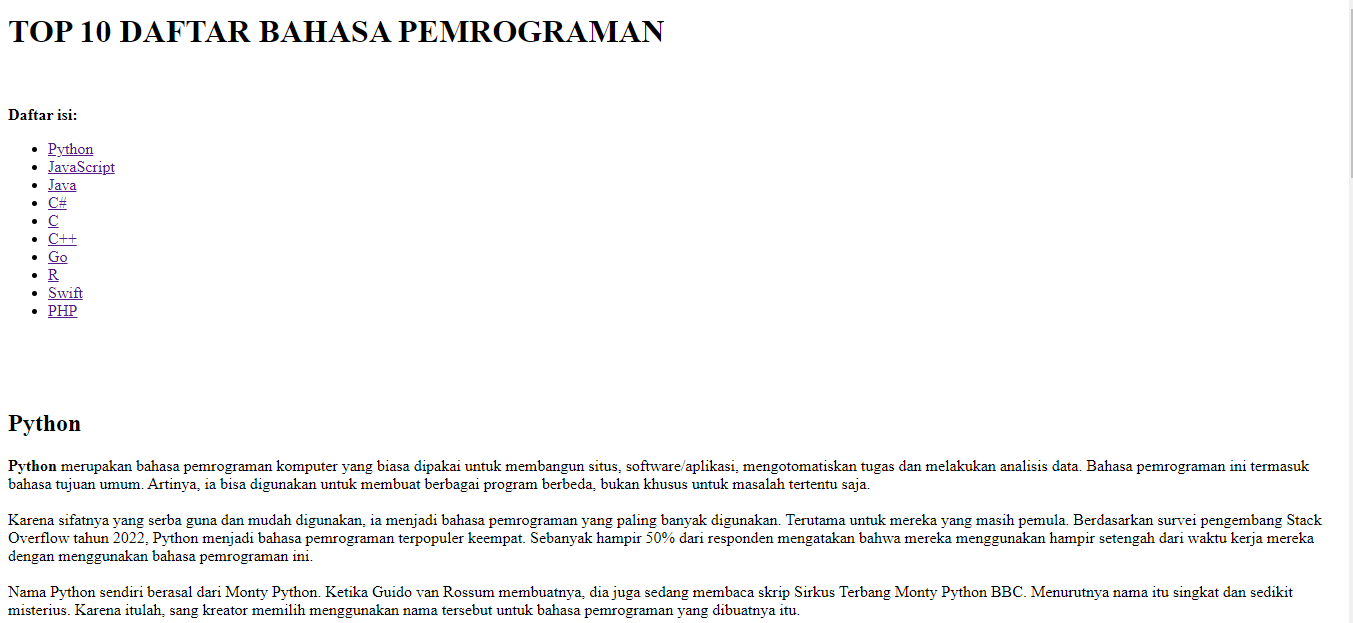 TOP 10 DAFTAR BAHASA PEMROGRAMAN
Daftar isi:
Python
JavaScript
Java
C#
C
C++
Go
R
Swift
PHP
Python
Python merupakan bahasa pemrograman komputer yang biasa dipakai untuk membangun situs, software/aplikasi, mengotomatiskan tugas dan melakukan analisis data. Bahasa pemrograman ini termasuk
bahasa tujuan umum. Artinya, ia bisa digunakan untuk membuat berbagai program berbeda, bukan khusus untuk masalah tertentu saja.
Karena sifatnya yang serba guna dan mudah digunakan, ia menjadi bahasa pemrograman yang paling banyak digunakan. Terutama untuk mereka yang masih pemula. Berdasarkan survei pengembang Stack
Overflow tahun 2022, Python menjadi bahasa pemrograman terpopuler keempat. Sebanyak hampir 50% dari responden mengatakan bahwa mereka menggunakan hampir setengah dari waktu kerja mereka
dengan menggunakan bahasa pemrograman ini.
Nama Python sendiri berasal dari Monty Python. Ketika Guido van Rossum membuatnya, dia juga sedang membaca skrip Sirkus Terbang Monty Python BBC. Menurutnya nama itu singkat dan sedikit
misterius. Karena itulah, sang kreator memilih menggunakan nama tersebut untuk bahasa pemrograman yang dibuatnya itu.